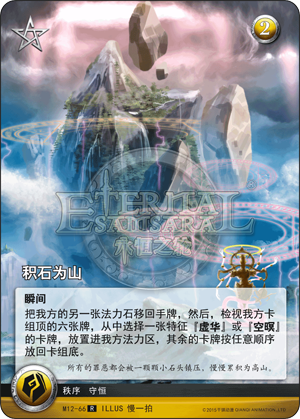 2
ETERNAL
SAMSARA
永恒之轮
积石为山
瞬间
把我方的另一张法力石移回手牌，然后，检视我方卡
组顶的六张牌，从中选择一张特征『虚华』或『空暝』
的卡牌，放置进我方法力区，其余的卡牌按任意顺序
放回卡组底。
所有的罪恶都会被一颗颗小石头镇压，慢慢累积为高山。
秩序 守恒
M12-66 R ILLUS 慢一拍